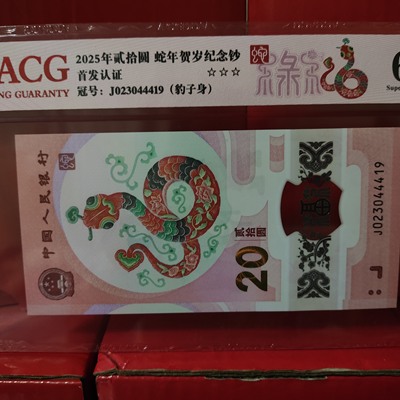 ACG
NG GUARANTY
2025年贰拾圆 蛇年贺岁纪念钞
首发认证 ☆☆☆
冠号: J023044419 (豹子身)
6
Supe
中国人民银行
贰拾圆
20
J023044419